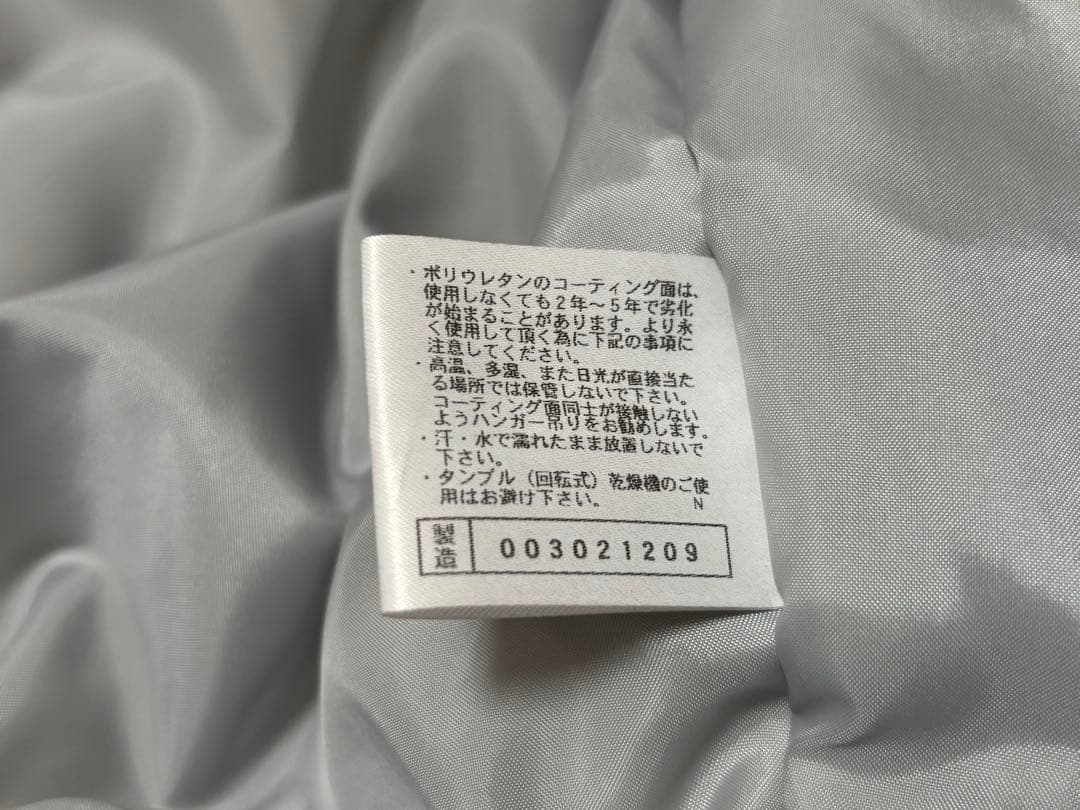 ・ポリウレタンのコーティング面は、
使用しなくても2年～5年で劣化
が始まることがあります。より永
く使用して頂く為に下記の事項に
注意してください。
・高温、多湿、また日光が直接当た
る場所では保管しないで下さい。
コーティング面同士が接触しない
ようハンガー吊りをお勧めします。
・汗・水で濡れたまま放置しないで
下さい。
・タンブル（回転式）乾燥機のご使
用はお避け下さい。 N
製造 003021209